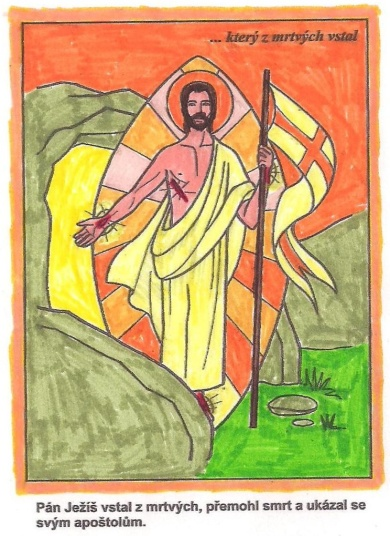 ... který z mrtvých vstal
Pán Ježíš vstal z mrtvých, přemohl smrt a ukázal se
svým apoštolům.